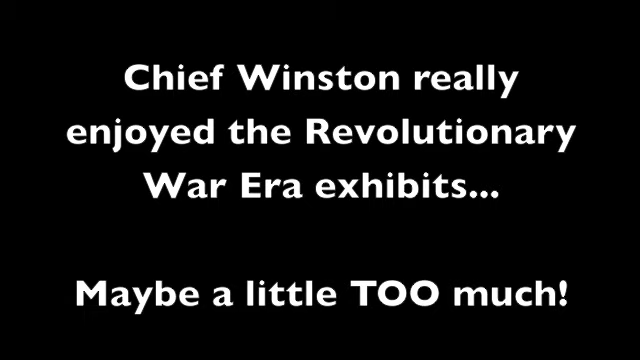 Chief Winston really
enjoyed the Revolutionary
War Era exhibits...
Maybe a little TOO much!